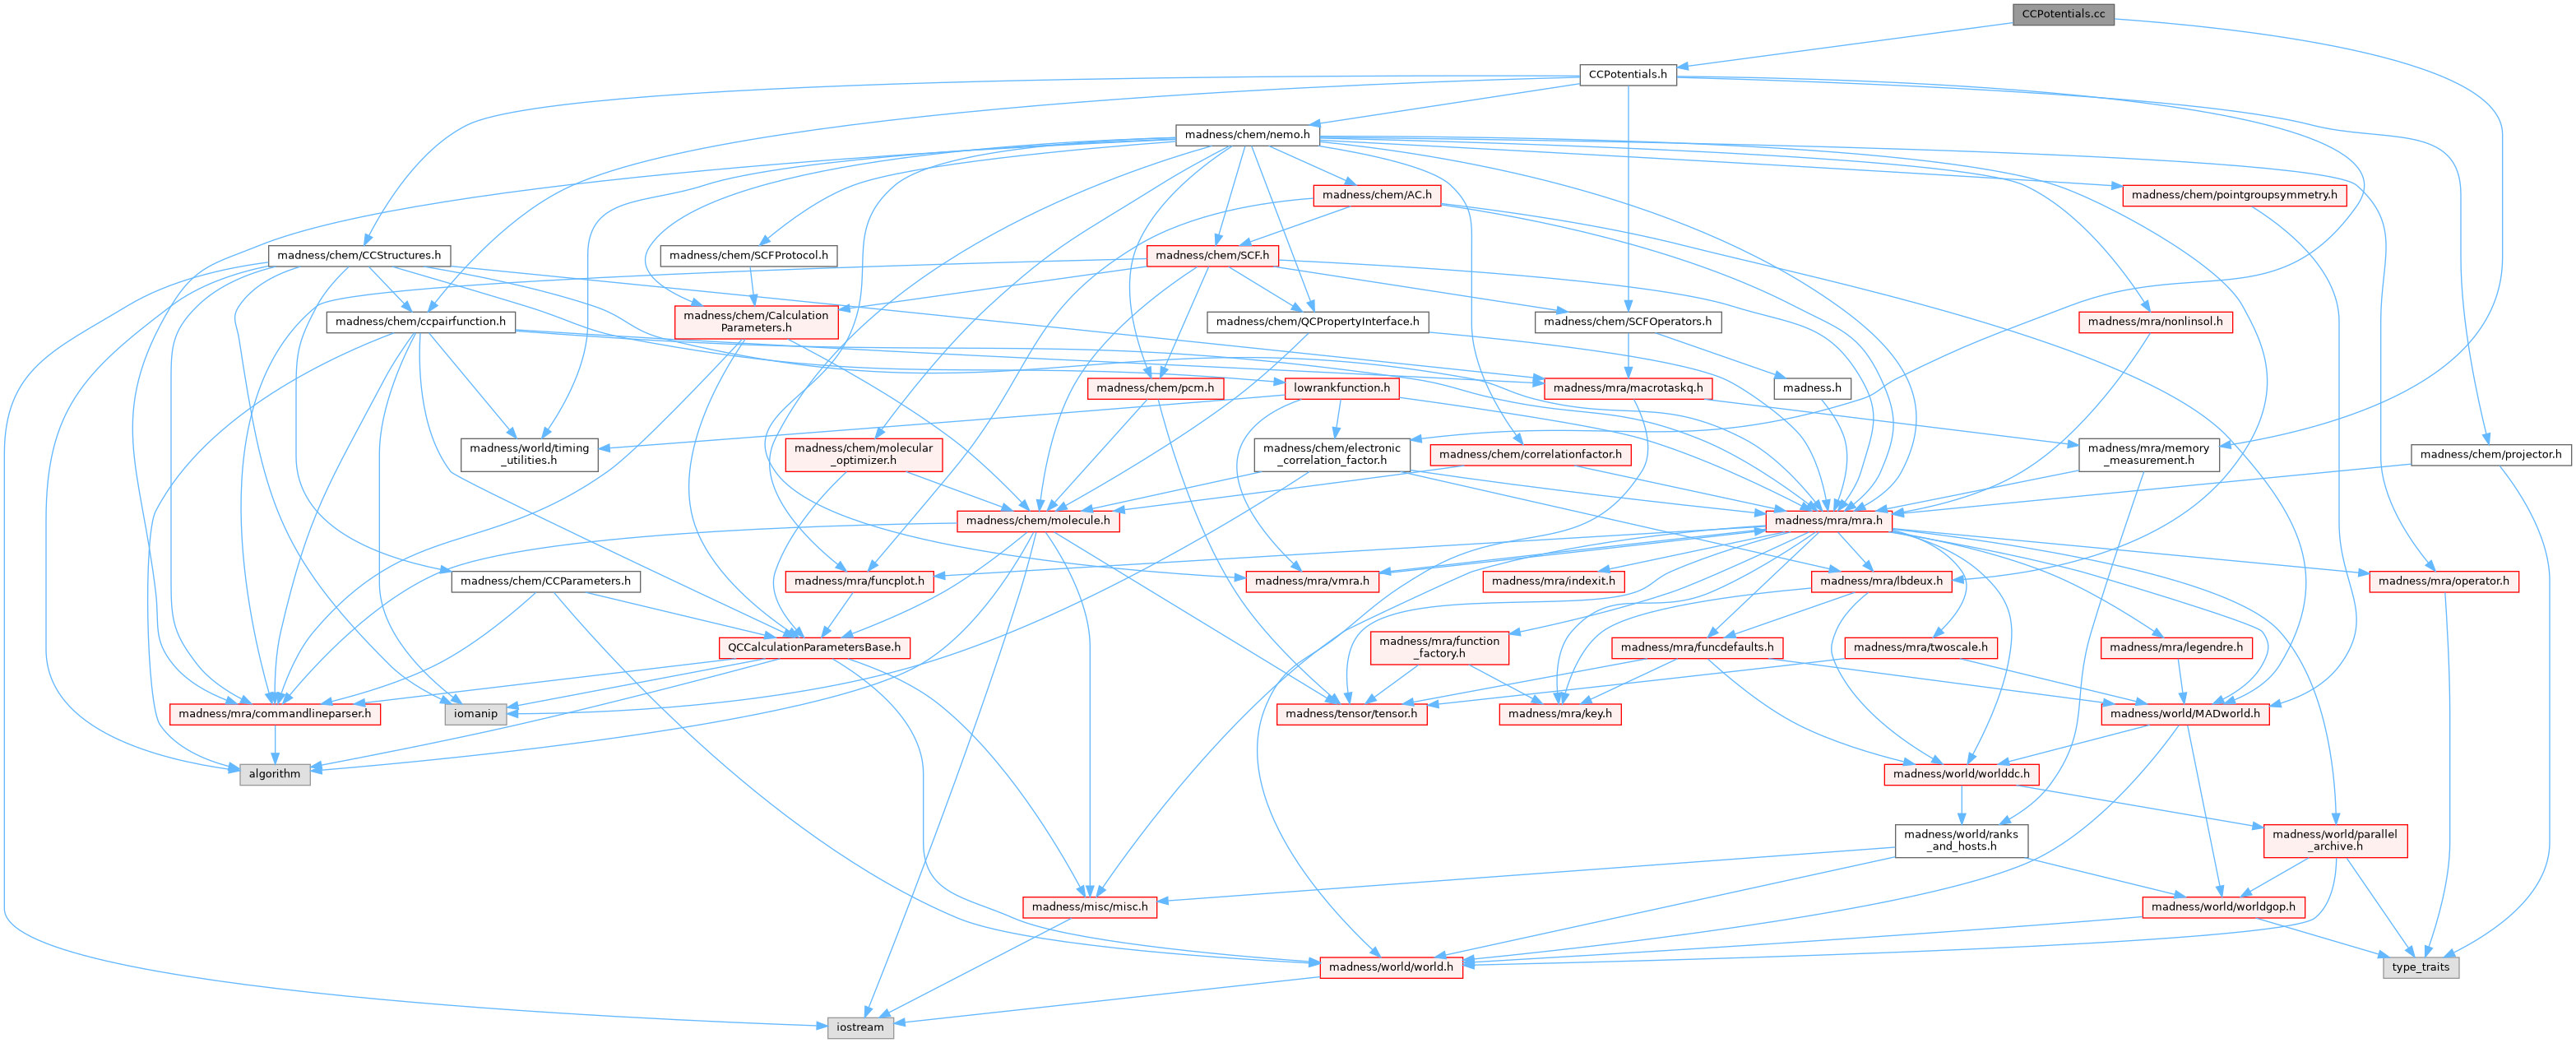 CCPotentials.cc
CCPotentials.h
madness/chem/nemo.h
madness/chem/AC.h
madness/chem/pointgroupsymmetry.h
madness/chem/CCStructures.h
madness/chem/SCFProtocol.h
madness/chem/SCF.h
madness/chem/ccpairfunction.h
madness/chem/Calculation
Parameters.h
madness/chem/QCPropertyInterface.h
madness/chem/SCFOperators.h
madness/mra/nonlinsol.h
madness/chem/pcm.h
lowrankfunction.h
madness/mra/macrotaskq.h
madness.h
madness/world/timing
_utilities.h
madness/chem/molecular
_optimizer.h
madness/chem/electronic
_correlation_factor.h
madness/chem/correlationfactor.h
madness/mra/memory
_measurement.h
madness/chem/projector.h
madness/chem/molecule.h
madness/mra/mra.h
madness/chem/CCParameters.h
madness/mra/funcplot.h
madness/mra/vmra.h
madness/mra/indexit.h
madness/mra/lbdeux.h
madness/mra/operator.h
QCCalculationParametersBase.h
madness/mra/function
_factory.h
madness/mra/funcdefaults.h
madness/mra/twoscale.h
madness/mra/legendre.h
madness/mra/commandlineparser.h
iomanip
madness/tensor/tensor.h
madness/mra/key.h
madness/world/MADworld.h
algorithm
madness/world/worlddc.h
madness/world/ranks
_and_hosts.h
madness/world/parallel
_archive.h
madness/misc/misc.h
madness/world/worldgop.h
madness/world/world.h
type_traits
iostream